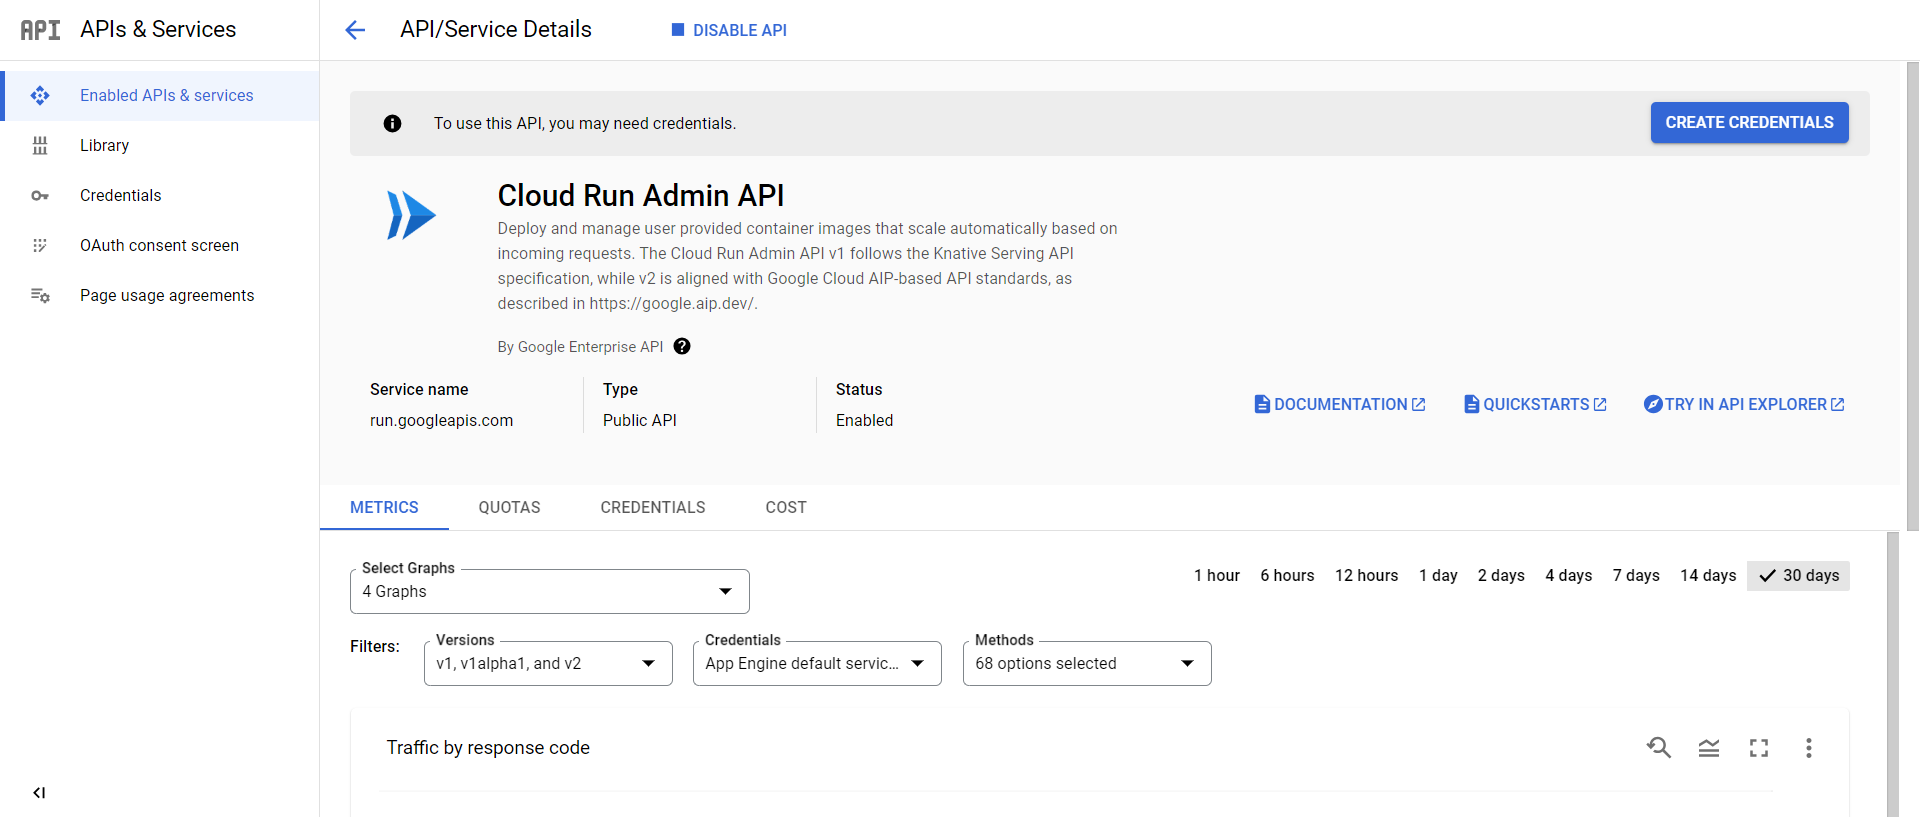 API APIs & Services
API/Service Details
DISABLE API
Enabled APIs & services
Library
Credentials
OAuth consent screen
Page usage agreements
To use this API, you may need credentials.
CREATE CREDENTIALS
Cloud Run Admin API
Deploy and manage user provided container images that scale automatically based on
incoming requests. The Cloud Run Admin API v1 follows the Knative Serving API
specification, while v2 is aligned with Google Cloud AIP-based API standards, as
described in https://google.aip.dev/.
By Google Enterprise API
Service name
run.googleapis.com
Type
Public API
Status
Enabled
DOCUMENTATION
QUICKSTARTS
TRY IN API EXPLORER
METRICS
QUOTAS
CREDENTIALS
COST
Select Graphs
4 Graphs
1 hour
6 hours
12 hours
1 day
2 days
4 days
7 days
14 days
30 days
Filters:
Versions
v1, v1alpha1, and v2
Credentials
App Engine default servic...
Methods
68 options selected
Traffic by response code